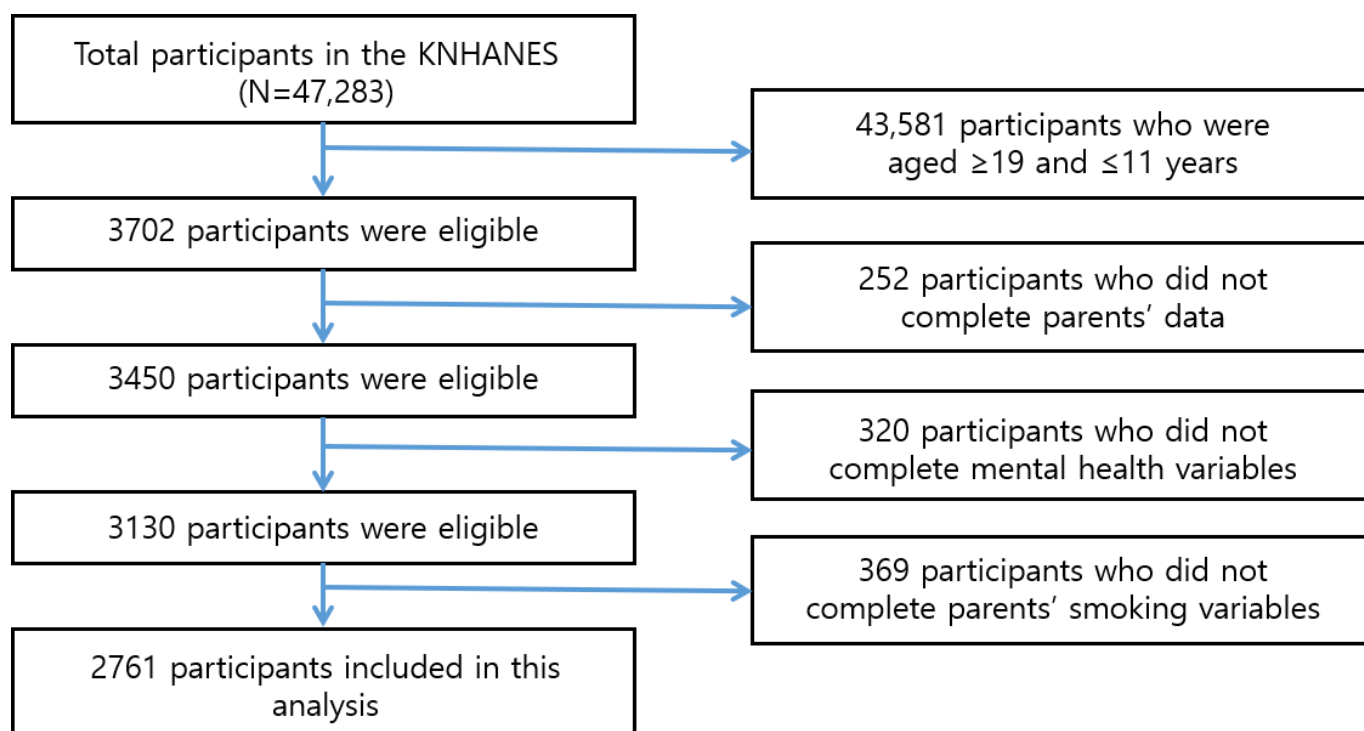 Total participants in the KNHANES
(N=47,283)
43,581 participants who were
aged ≥19 and ≤11 years
3702 participants were eligible
252 participants who did not
complete parents’ data
3450 participants were eligible
320 participants who did not
complete mental health variables
3130 participants were eligible
369 participants who did not
complete parents’ smoking variables
2761 participants included in this
analysis